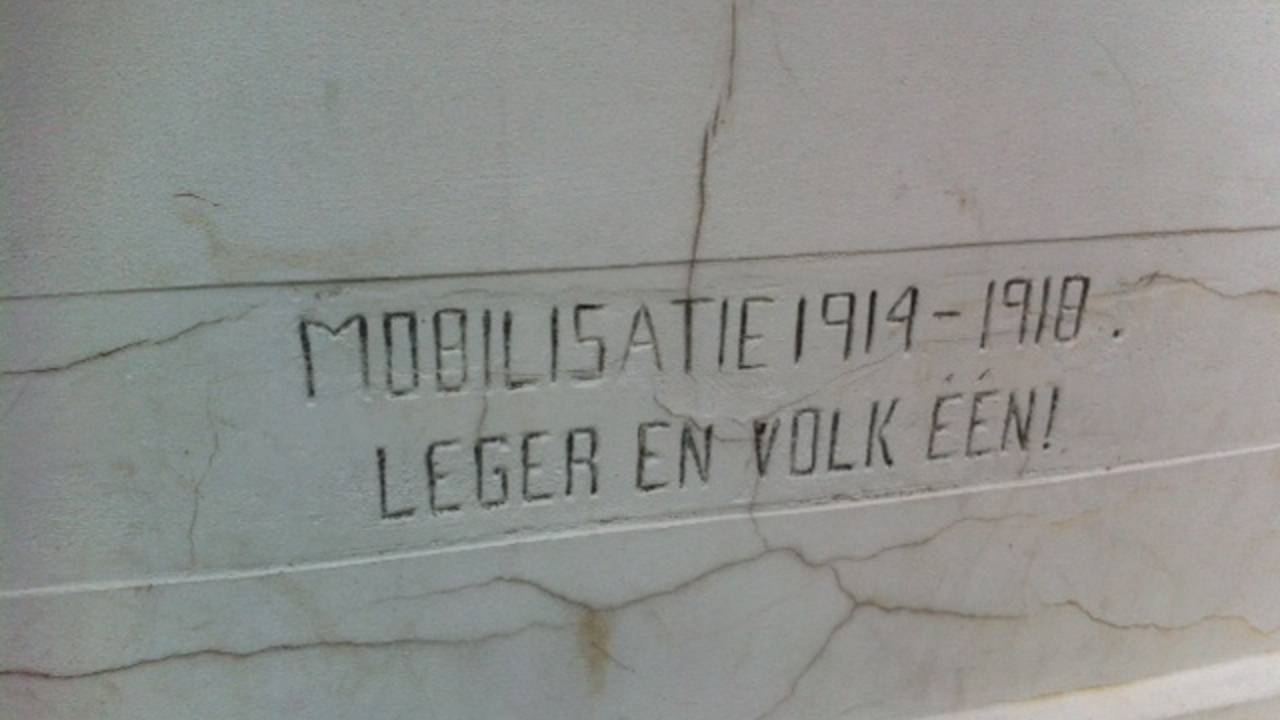 MOBILISATIE 1914-1918.
LEGER EN VOLK ÉÉN!